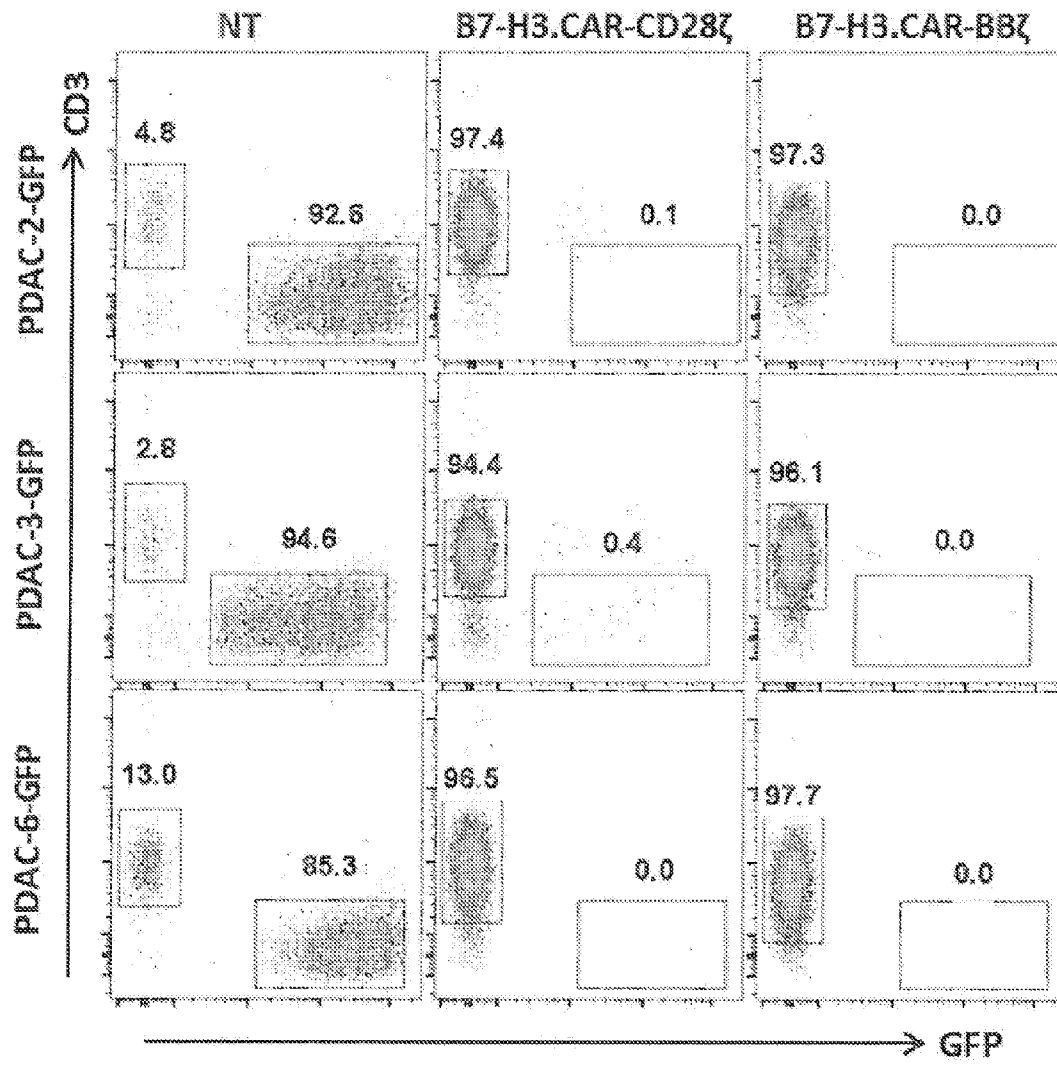 NT B7-H3.CAR-CD28ζ B7-H3.CAR-BBζ
CD3
PDAC-2-GFP
4.8 97.4 97.3
92.6 0.1 0.0
PDAC-3-GFP
2.8 94.4 96.1
94.6 0.4 0.0
PDAC-6-GFP
13.0 96.5 97.7
85.3 0.0 0.0
GFP